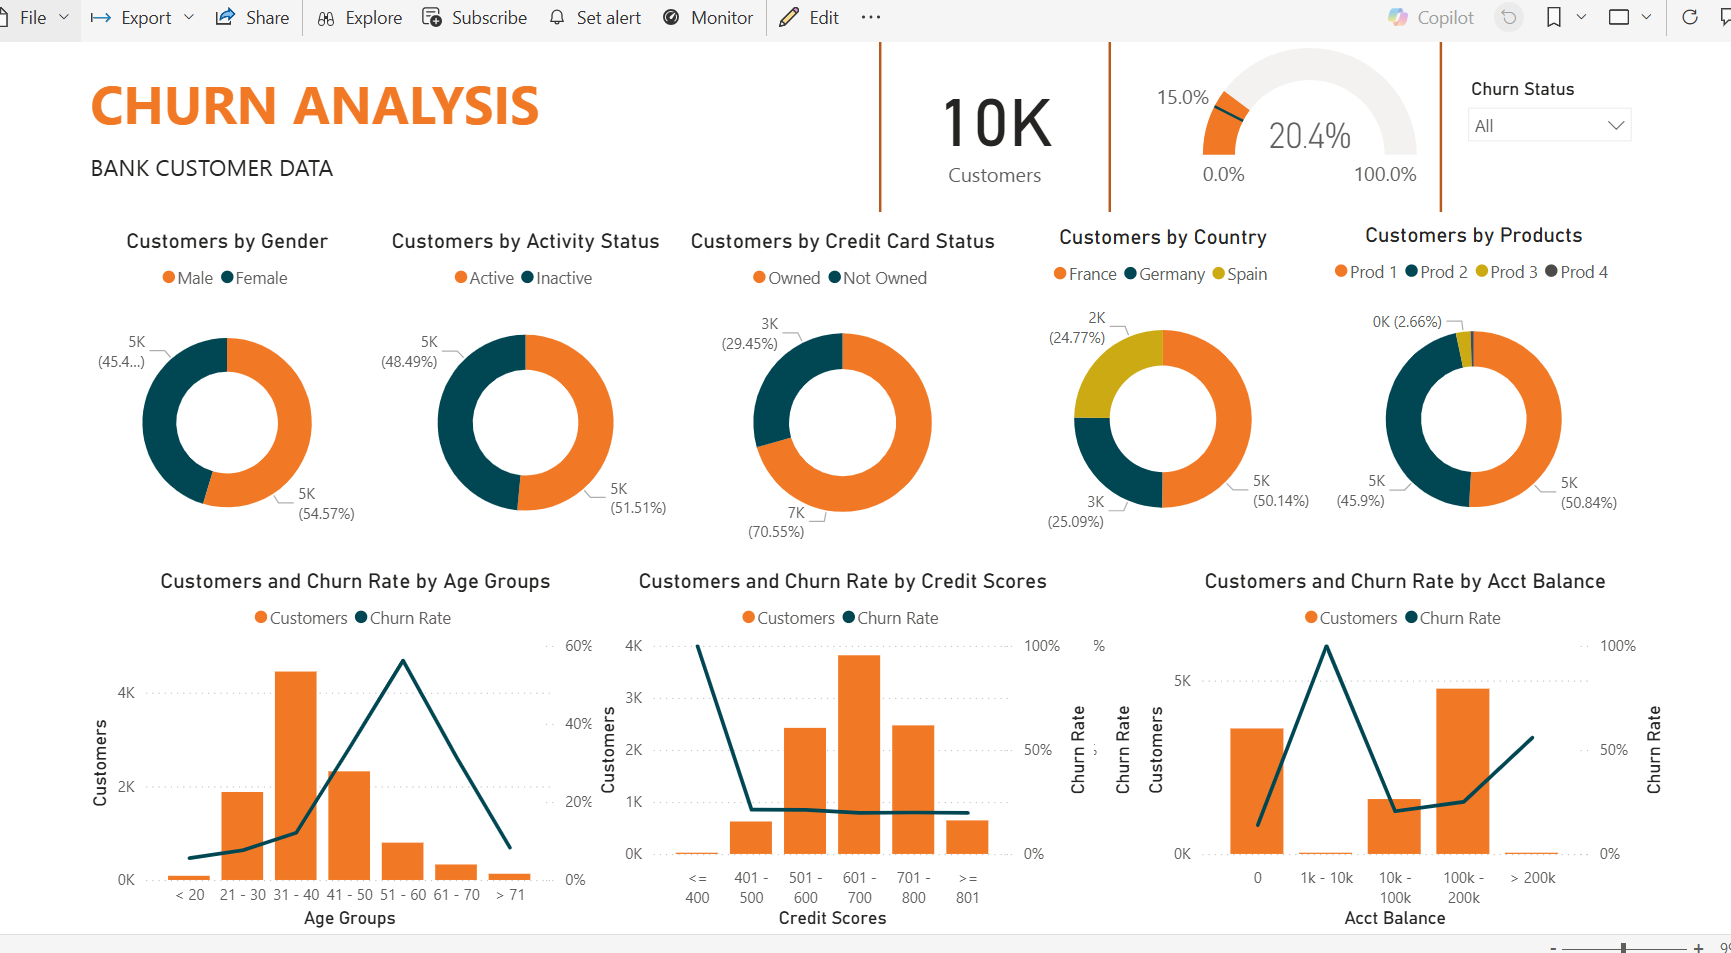 File Export Share Explore Subscribe Set alert Monitor Edit ... Copilot
CHURN ANALYSIS
BANK CUSTOMER DATA
10K
Customers
15.0%
20.4%
0.0% 100.0%
Churn Status
All
Customers by Gender
Male Female
5K
(45.4...)
5K
(54.57%)
Customers by Activity Status
Active Inactive
5K
(48.49%)
5K
(51.51%)
Customers by Credit Card Status
Owned Not Owned
3K
(29.45%)
7K
(70.55%)
Customers by Country
France Germany Spain
2K
(24.77%)
3K
(25.09%)
5K
(50.14%)
Customers by Products
Prod 1 Prod 2 Prod 3 Prod 4
0K (2.66%)
5K
(45.9%)
5K
(50.84%)
Customers and Churn Rate by Age Groups
Customers Churn Rate
Customers
4K
2K
0K
60%
40%
20%
0%
< 20 21 - 30 31 - 40 41 - 50 51 - 60 61 - 70 > 71
Age Groups
Customers and Churn Rate by Credit Scores
Customers Churn Rate
Customers
4K
3K
2K
1K
0K
100%
50%
0%
Churn Rate
<= 400
401 - 500
501 - 600
601 - 700
701 - 800
>= 801
Credit Scores
%
Churn Rate
Customers and Churn Rate by Acct Balance
Customers Churn Rate
Customers
5K
0K
100%
50%
0%
Churn Rate
0
1k - 10k
10k - 100k
100k - 200k
> 200k
Acct Balance
- +